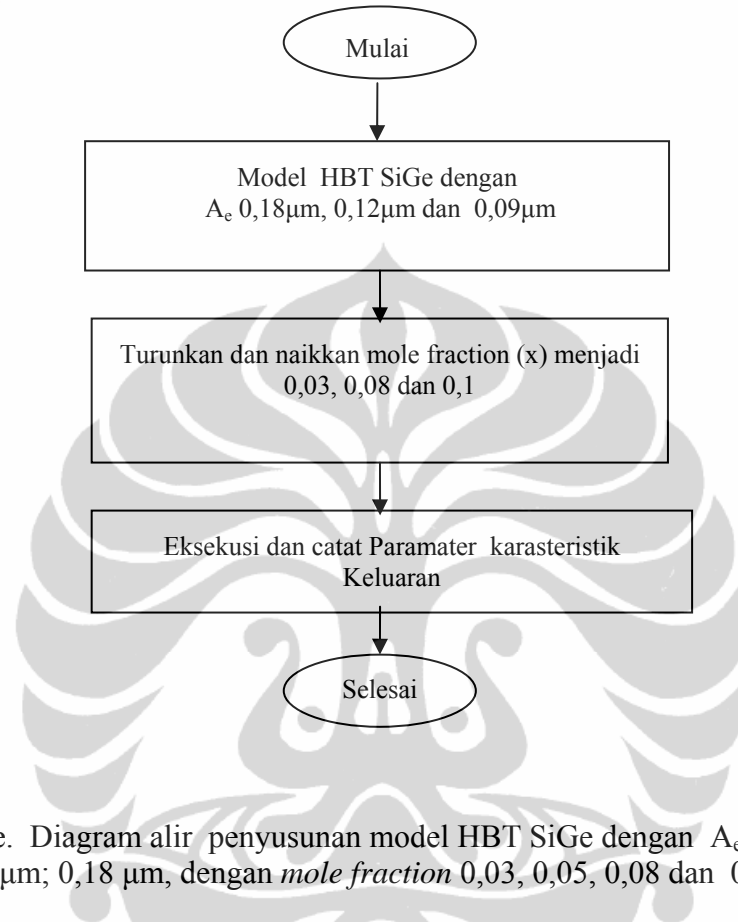 Mulai
Model HBT SiGe dengan
Ae 0,18μm, 0,12μm dan 0,09μm
Turunkan dan naikkan mole fraction (x) menjadi
0,03, 0,08 dan 0,1
Eksekusi dan catat Paramater karasteristik
Keluaran
Selesai
e. Diagram alir penyusunan model HBT SiGe dengan Ae
μm; 0,18 μm, dengan mole fraction 0,03, 0,05, 0,08 dan 0